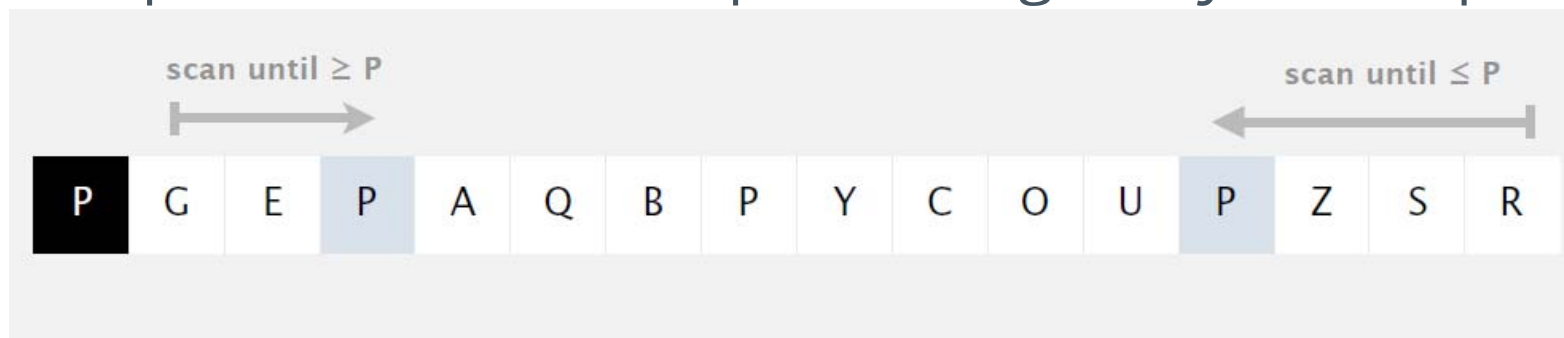 scan until ≥ P
scan until ≤ P
P G E P A Q B P Y C O U P Z S R